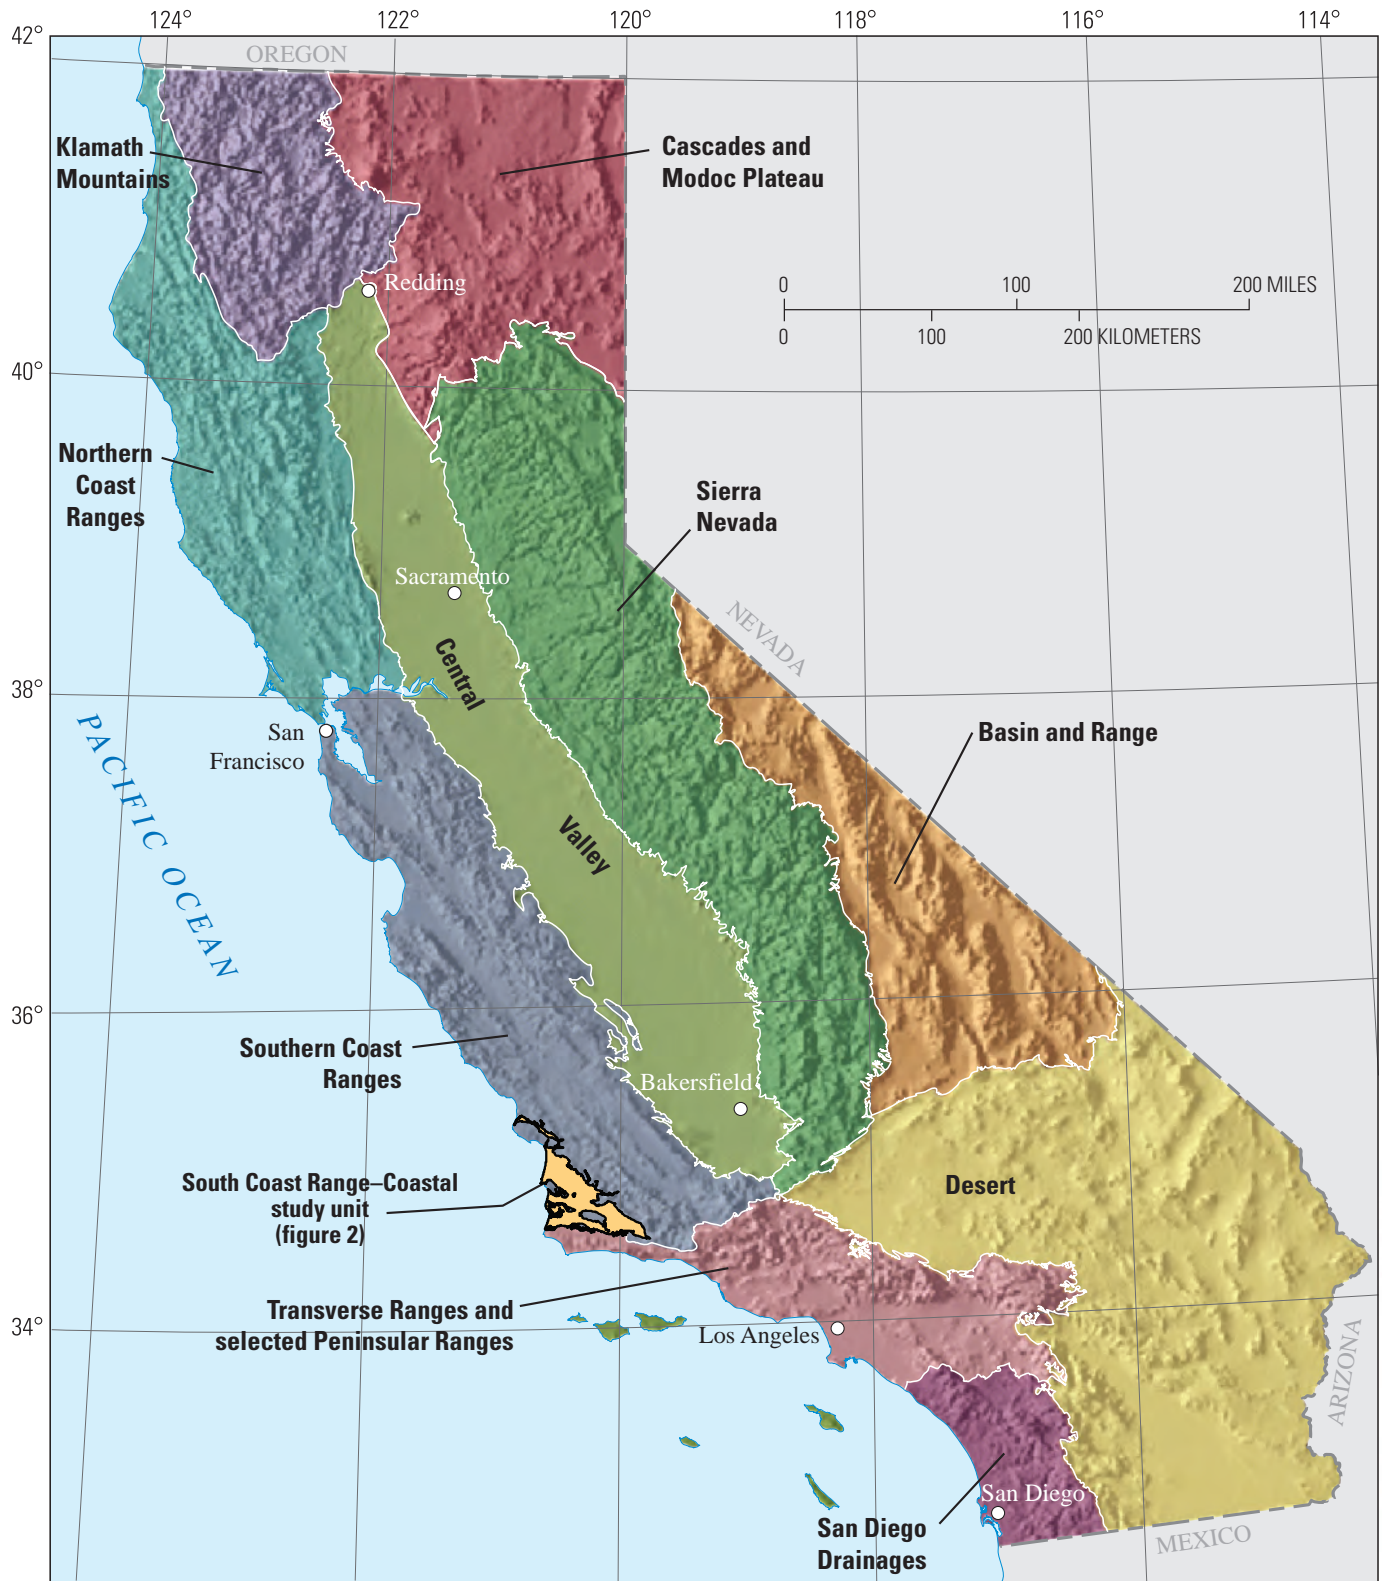 124°
122°
120°
118°
116°
114°
42°
OREGON
Klamath
Mountains
Cascades and
Modoc Plateau
Redding
0
100
200 MILES
0
100
200 KILOMETERS
40°
Northern
Coast
Ranges
Sierra
Nevada
Sacramento
NEVADA
Central
Valley
38°
San
Francisco
PACIFIC OCEAN
Basin and Range
36°
Southern Coast
Ranges
Bakersfield
South Coast Range–Coastal
study unit
(figure 2)
Desert
Transverse Ranges and
selected Peninsular Ranges
34°
Los Angeles
ARIZONA
San Diego
San Diego
Drainages
MEXICO